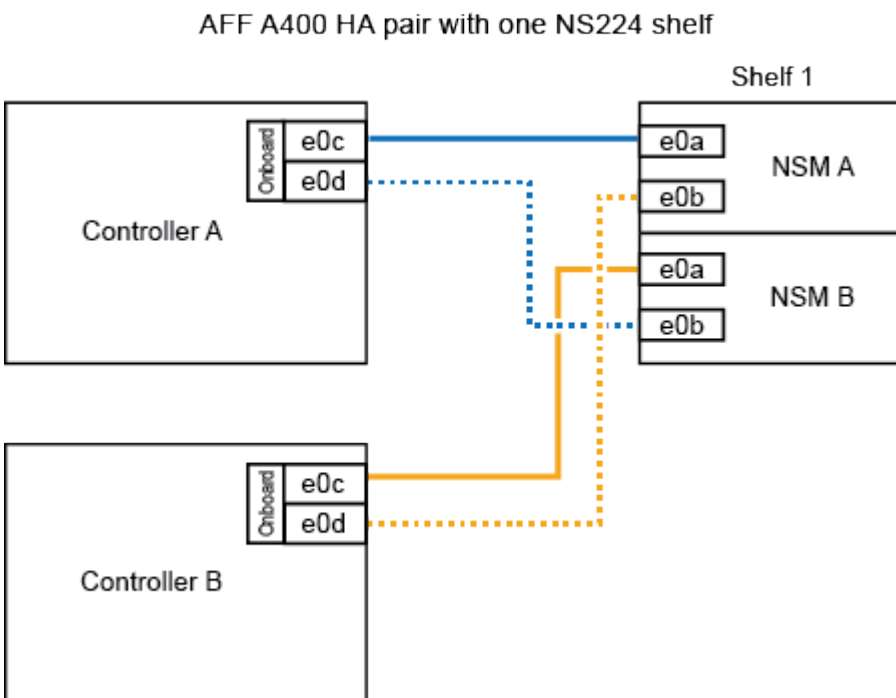 AFF A400 HA pair with one NS224 shelf
Shelf 1
Onboard
e0c
e0d
Controller A
e0a
e0b
NSM A
e0a
e0b
NSM B
Onboard
e0c
e0d
Controller B